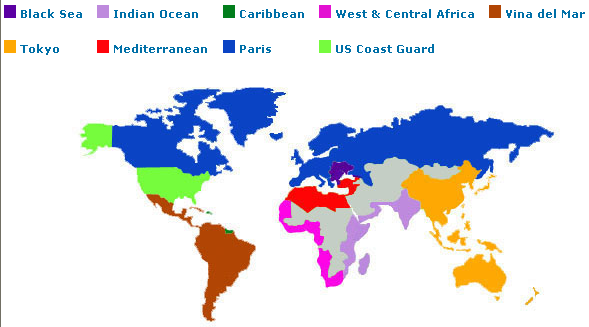 Black Sea Indian Ocean Caribbean West & Central Africa Vina del Mar
Tokyo Mediterranean Paris US Coast Guard